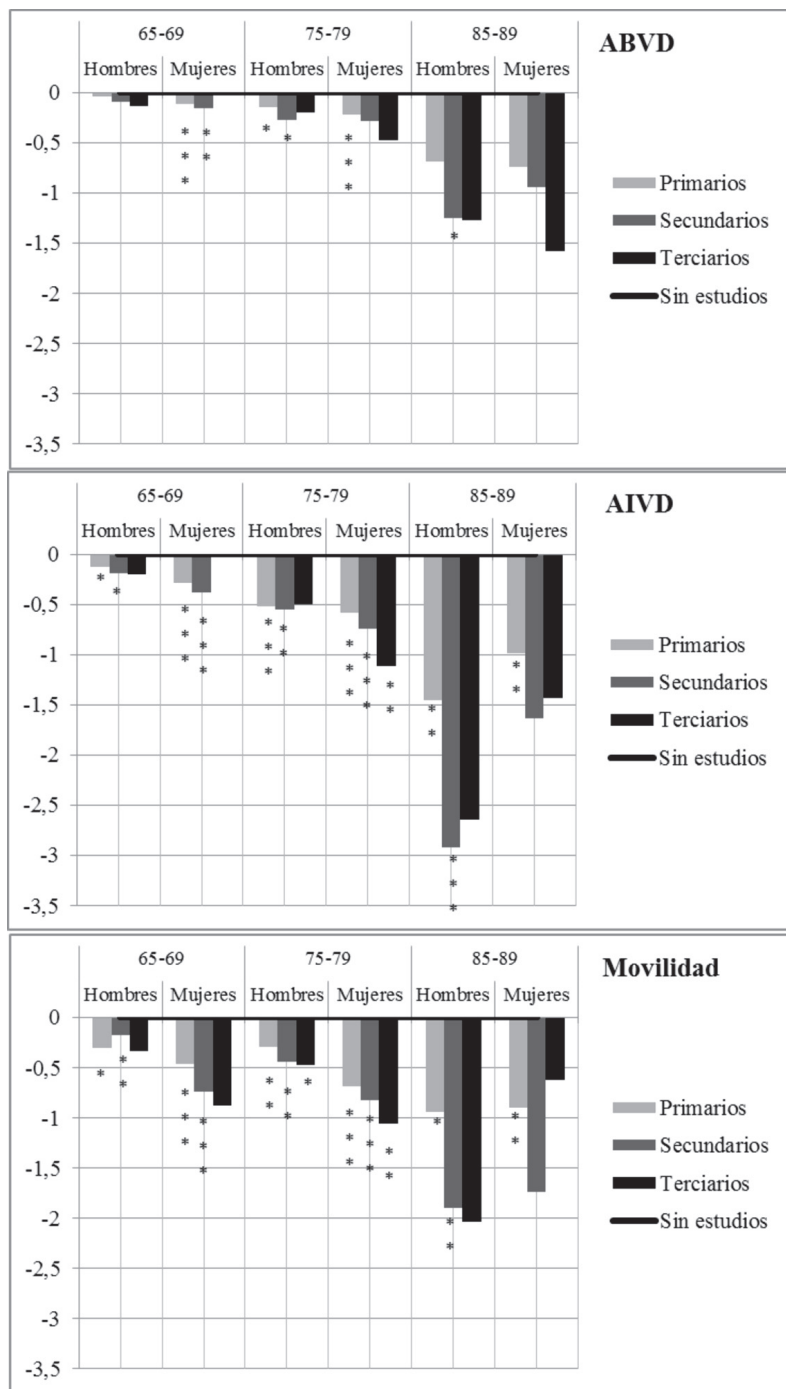 65-69 75-79 85-89
ABVD
Hombres Mujeres Hombres Mujeres Hombres Mujeres
0
-0,5
-1
-1,5
-2
-2,5
-3
-3,5
* * *
* *
*
*
* * *
*
Primarios
Secundarios
Terciarios
Sin estudios
65-69 75-79 85-89
AIVD
Hombres Mujeres Hombres Mujeres Hombres Mujeres
0
-0,5
-1
-1,5
-2
-2,5
-3
-3,5
*
*
* * *
* * *
* * *
* *
* * *
* * *
* *
* *
* * *
* *
Primarios
Secundarios
Terciarios
Sin estudios
65-69 75-79 85-89
Movilidad
Hombres Mujeres Hombres Mujeres Hombres Mujeres
0
-0,5
-1
-1,5
-2
-2,5
-3
-3,5
*
* *
* * *
* * *
* *
* *
*
* * *
* * *
* *
*
* *
* *
Primarios
Secundarios
Terciarios
Sin estudios